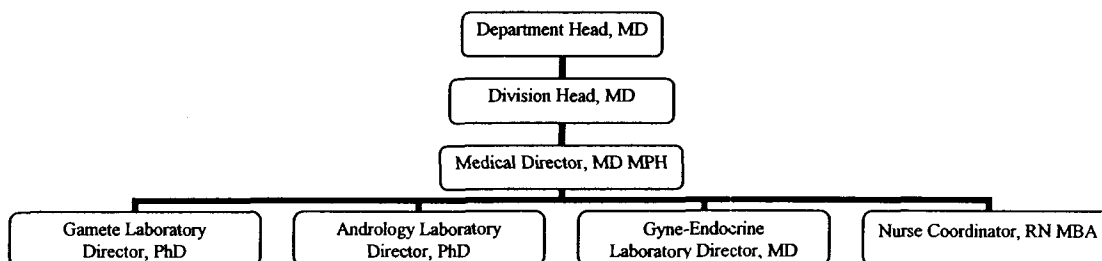 Department Head, MD
Division Head, MD
Medical Director, MD MPH
Gamete Laboratory
Director, PhD
Andrology Laboratory
Director, PhD
Gyne-Endocrine
Laboratory Director, MD
Nurse Coordinator, RN MBA